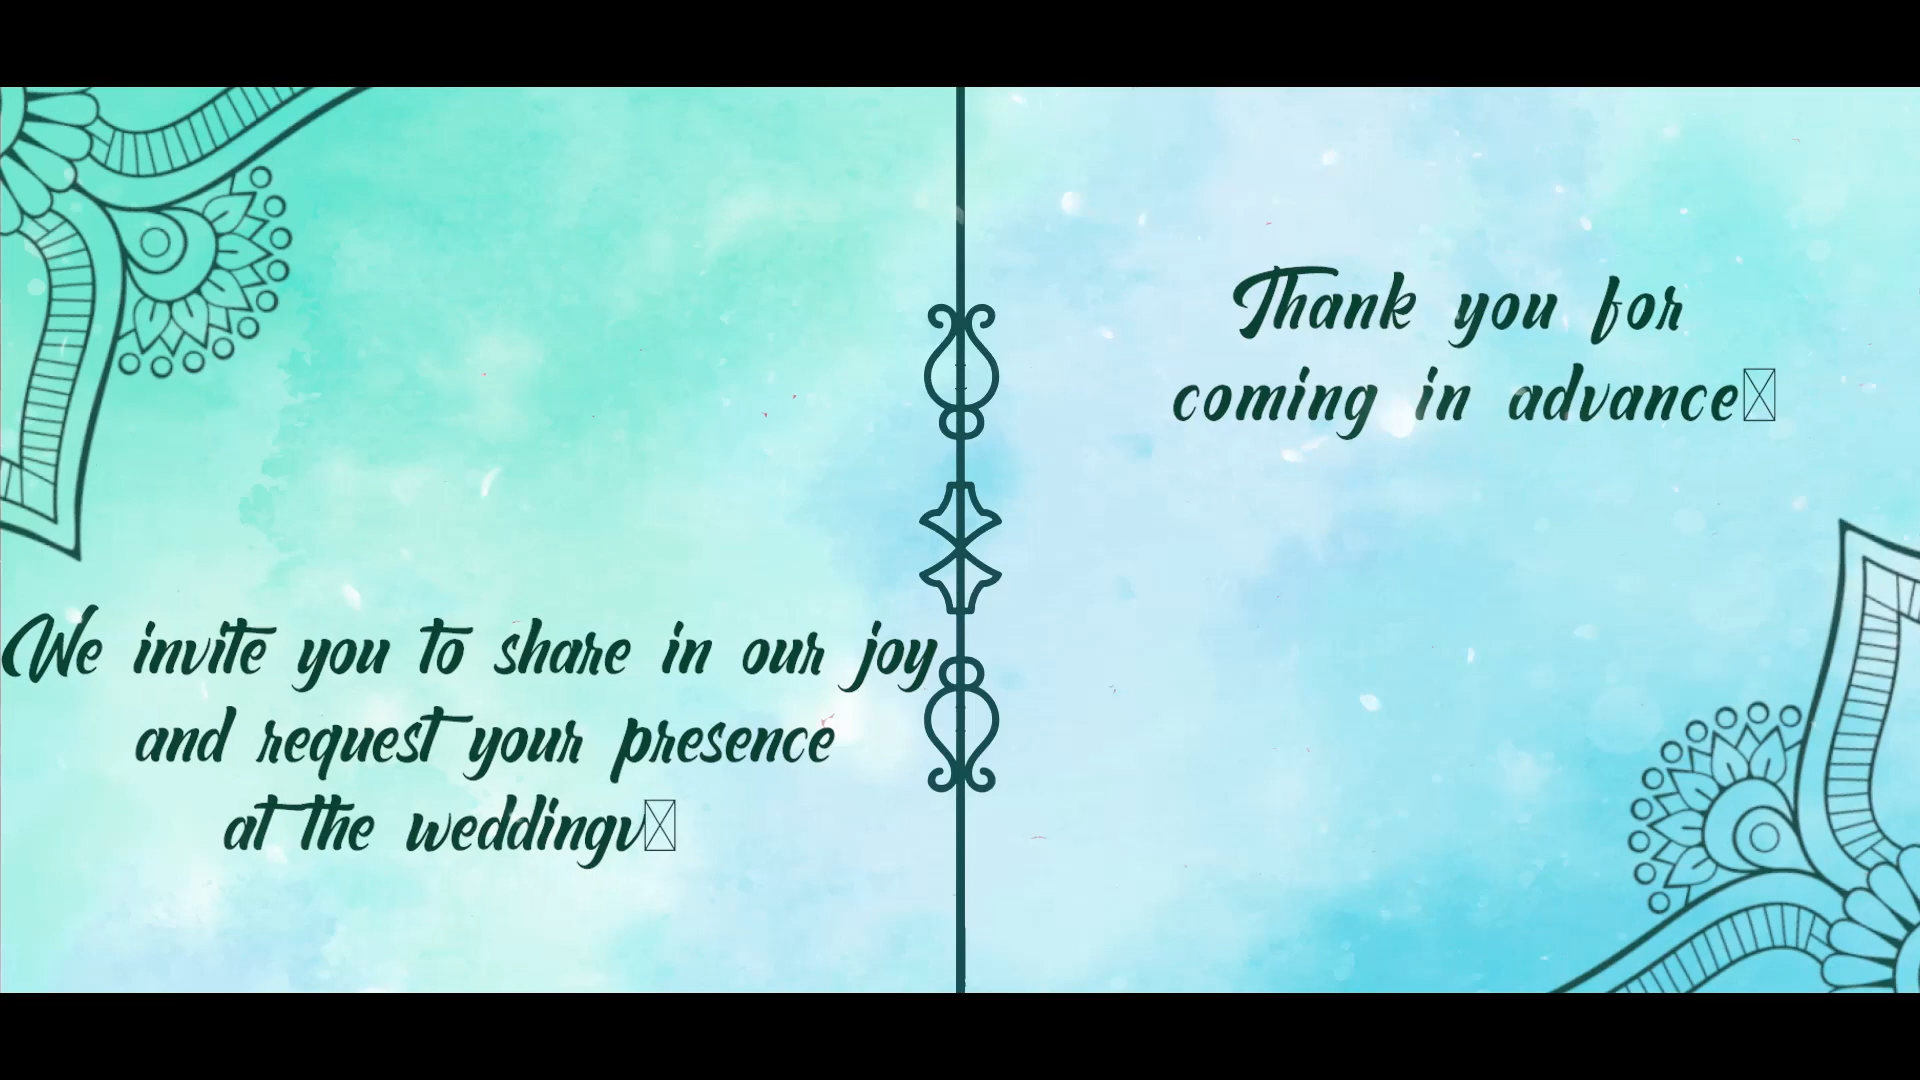 We invite you to share in our joy
and request your presence
at the weddingv
Thank you for
coming in advance